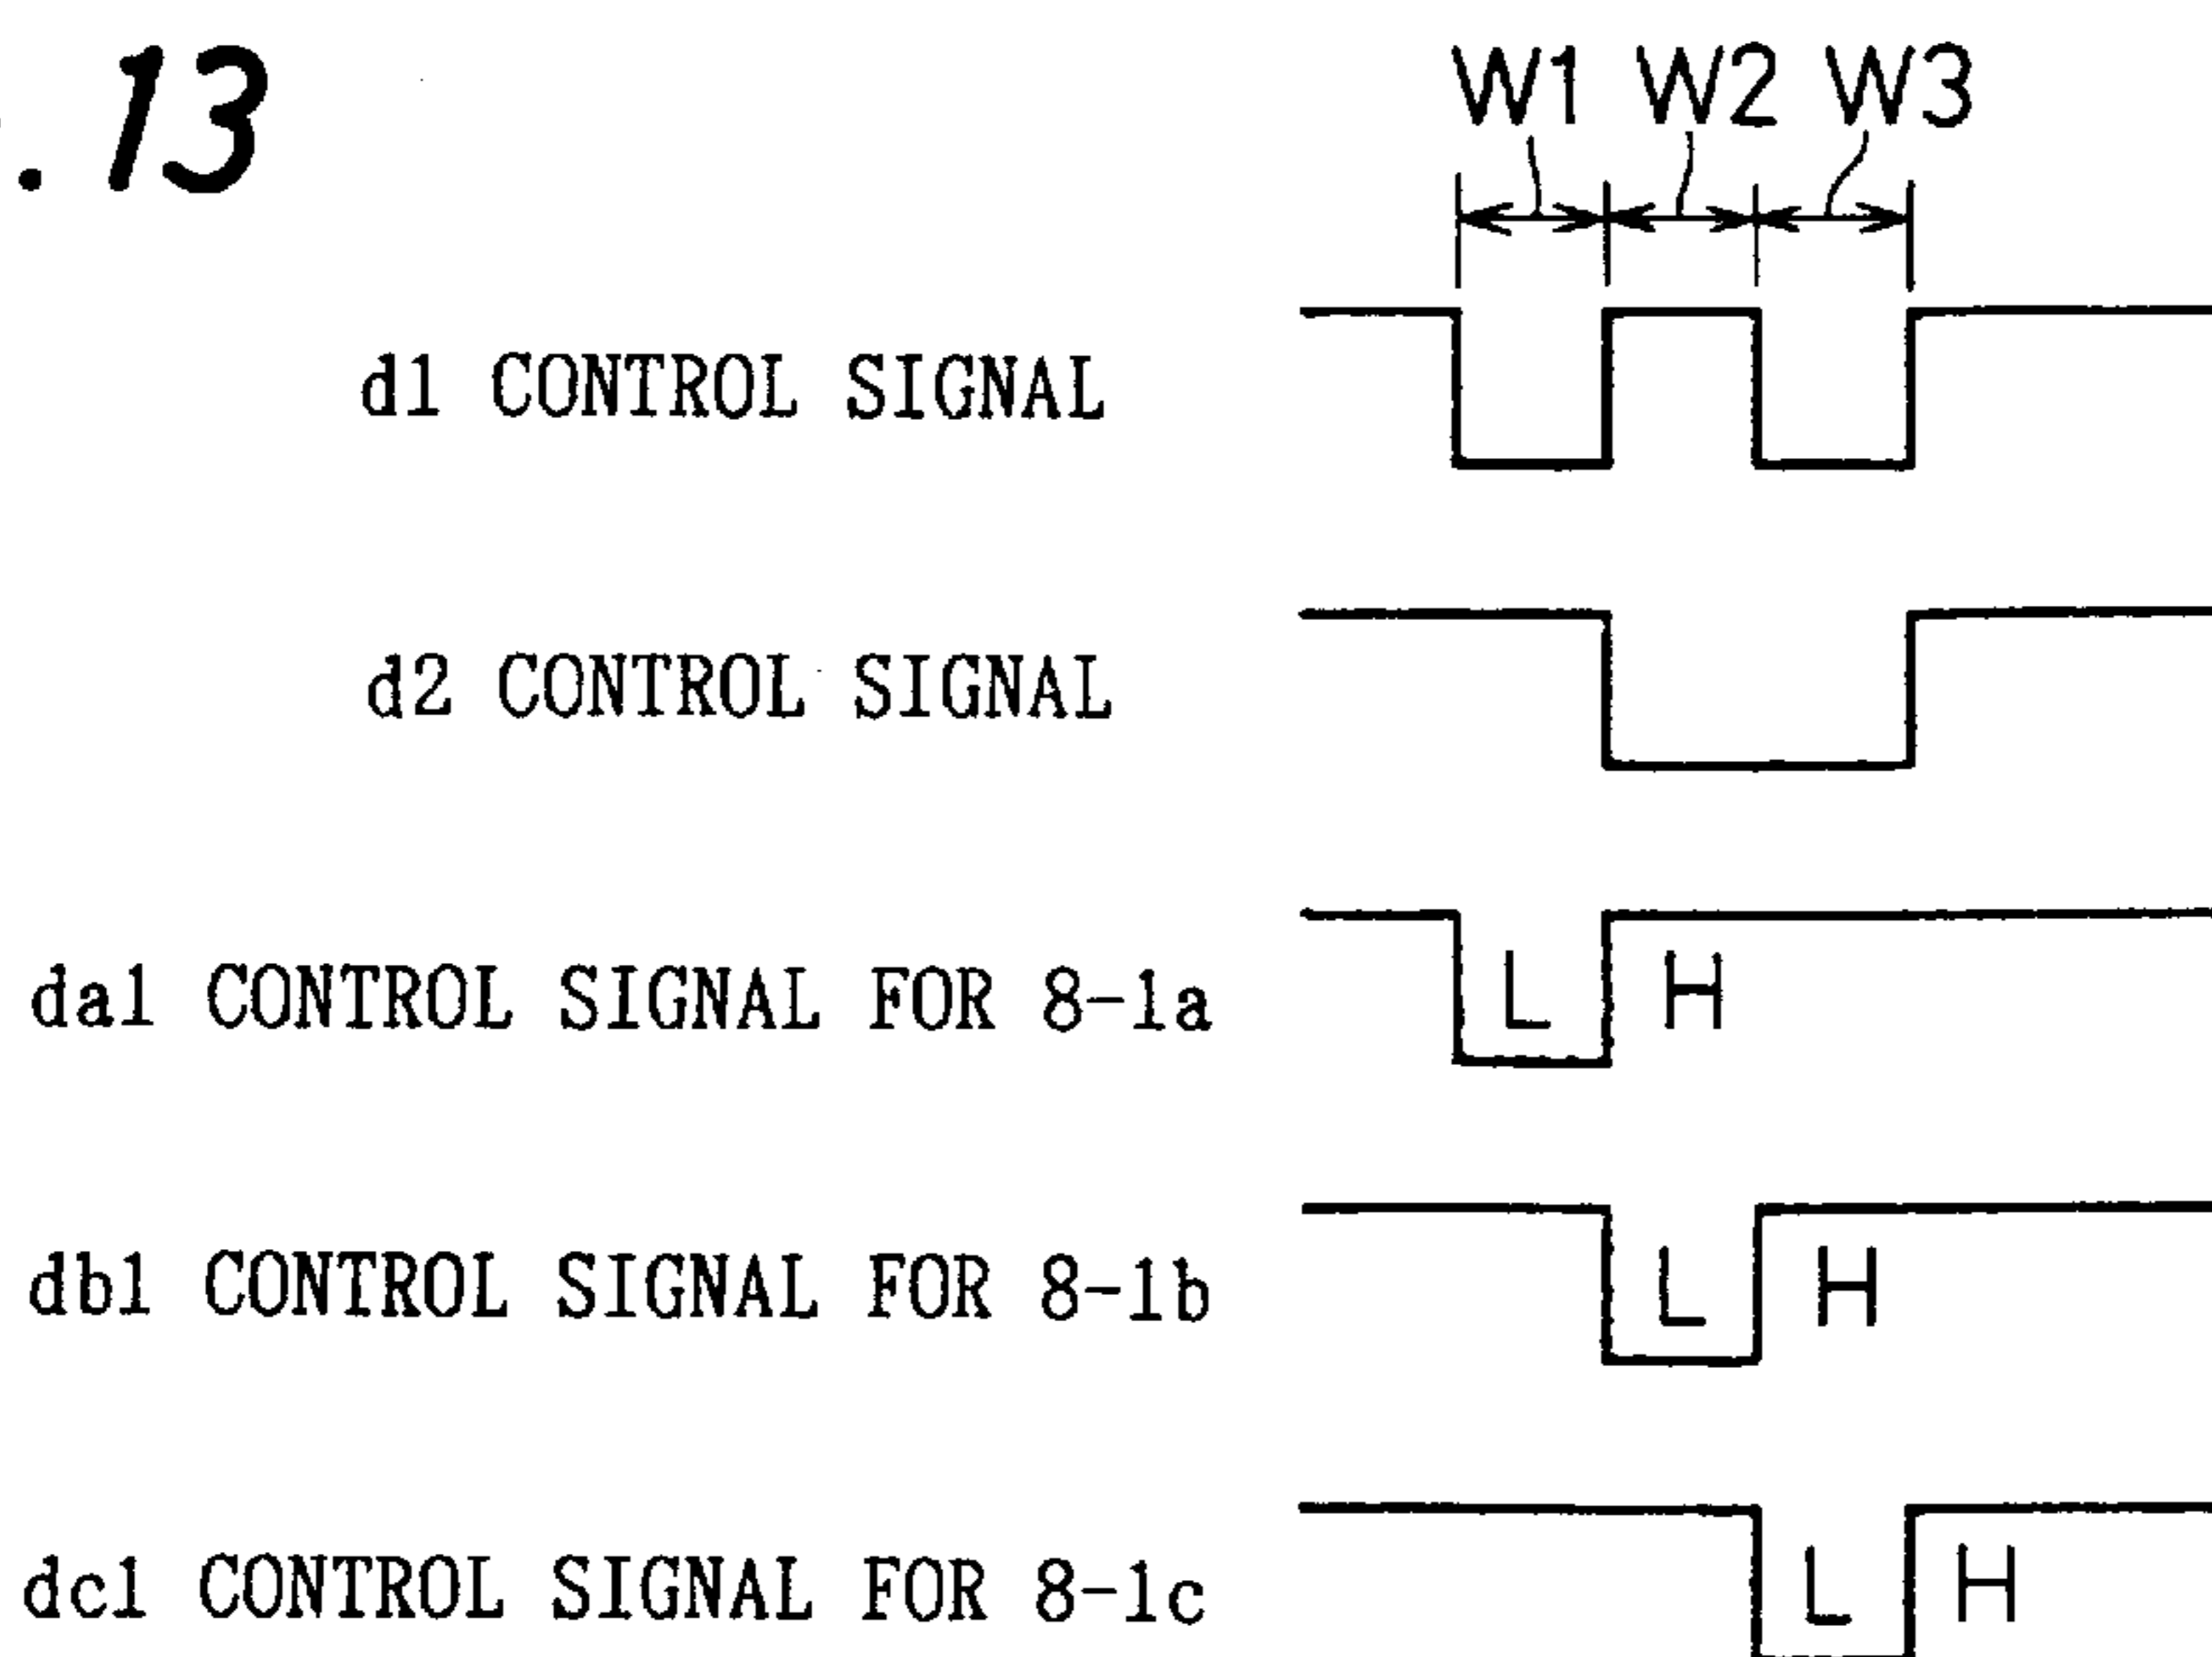 . 13
W1 W2 W3
d1 CONTROL SIGNAL
d2 CONTROL SIGNAL
da1 CONTROL SIGNAL FOR 8-1a
L H
db1 CONTROL SIGNAL FOR 8-1b
L H
dc1 CONTROL SIGNAL FOR 8-1c
L H